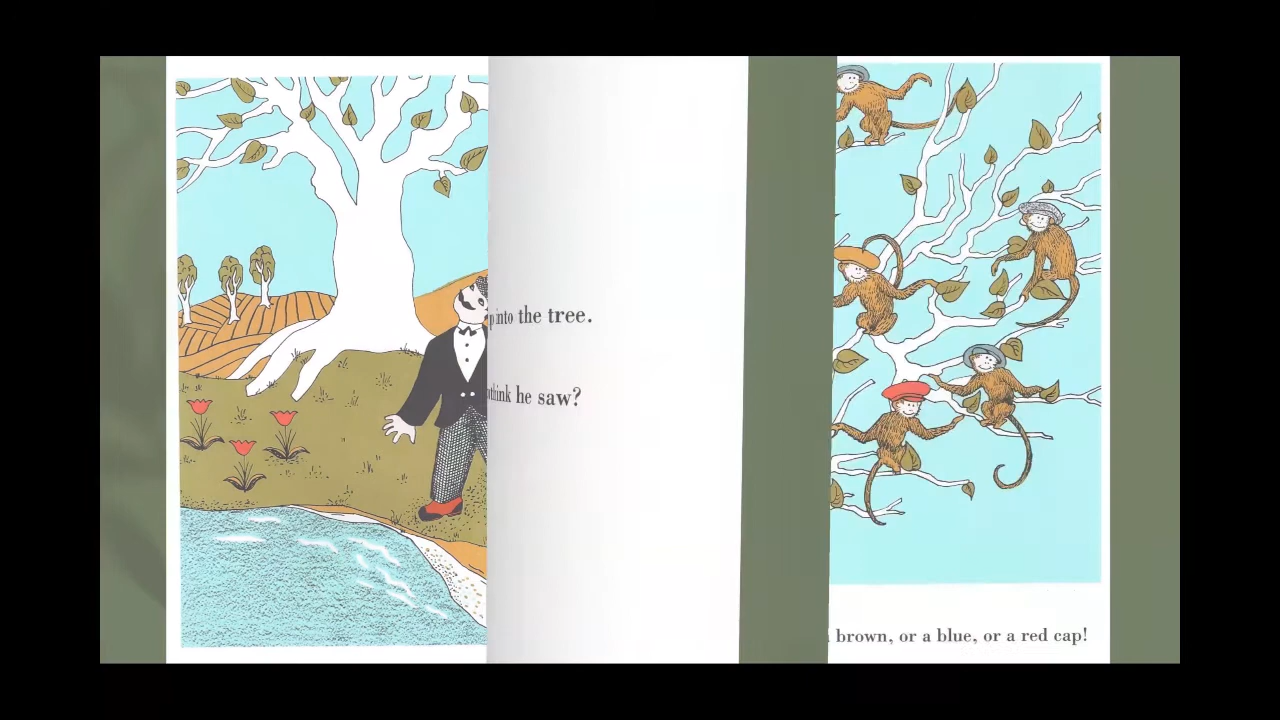 into the tree.
think he saw?
brown, or a blue, or a red cap!